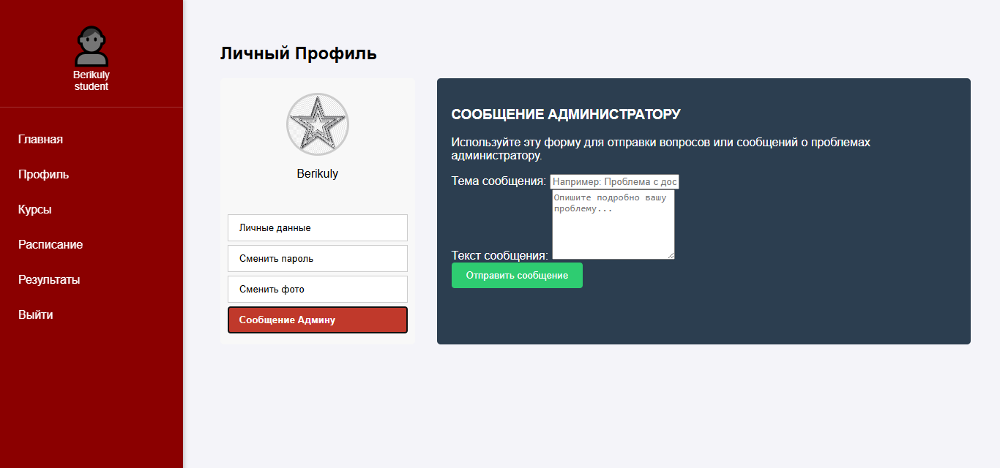 Berikuly
student
Главная
Профиль
Курсы
Расписание
Результаты
Выйти
Личный Профиль
Berikuly
Личные данные
Сменить пароль
Сменить фото
Сообщение Админу
СООБЩЕНИЕ АДМИНИСТРАТОРУ
Используйте эту форму для отправки вопросов или сообщений о проблемах
администратору.
Тема сообщения: Например: Проблема с дос
Опишите подробно вашу
проблему...
Текст сообщения:
Отправить сообщение